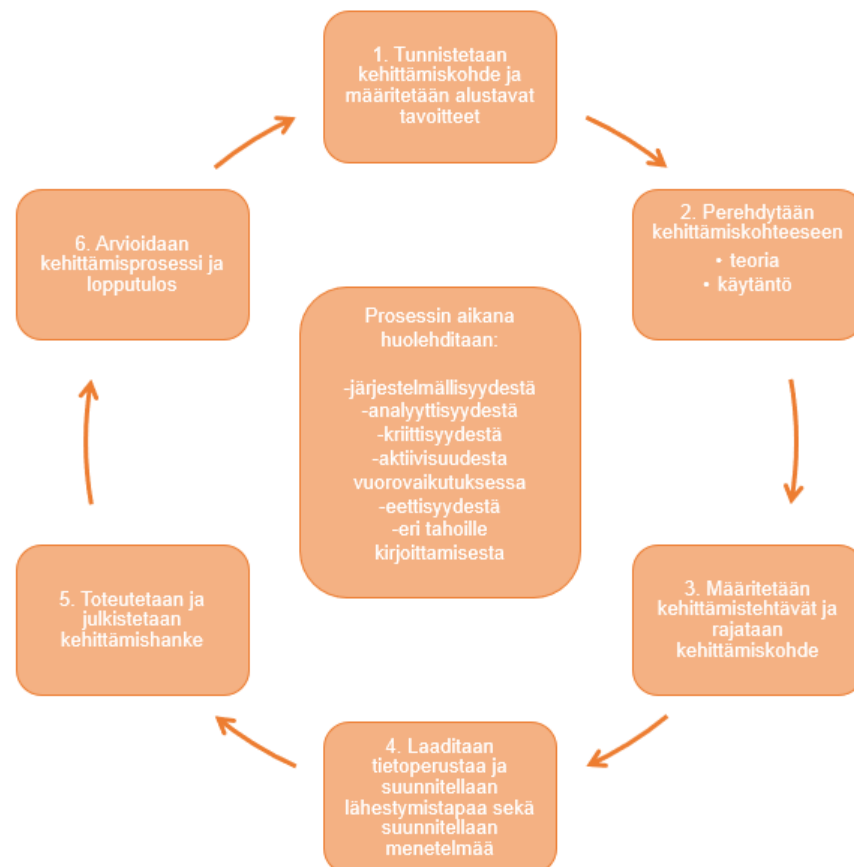 1. Tunnistetaan
kehittämiskohde ja
määritetään alustavat
tavoitteet
2. Perehdytään
kehittämiskohteeseen
• teoria
• käytäntö
3. Määritetään
kehittämistehtävät ja
rajataan
kehittämiskohde
4. Laaditaan
tietoperustaa ja
suunnitellaan
lähestymistapaa sekä
suunnitellaan
menetelmää
5. Toteutetaan ja
julkistetaan
kehittämishanke
6. Arvioidaan
kehittämisprosessi ja
lopputulos
Prosessin aikana
huolehditaan:
-järjestelmällisyydestä
-analyyttisyydestä
-kriittisyydestä
-aktiivisuudesta
vuorovaikutuksessa
-eettisyydestä
-eri tahoille
kirjoittamisesta